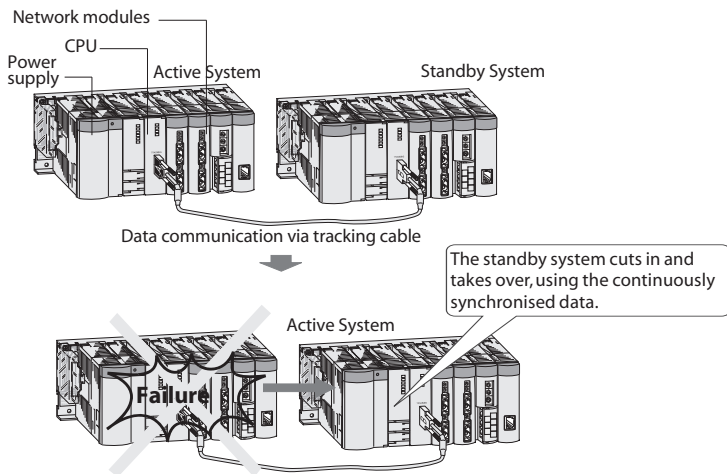 Network modules
CPU
Power
supply
Active System
Standby System
Data communication via tracking cable
The standby system cuts in and
takes over, using the continuously
synchronised data.
Active System
Failure